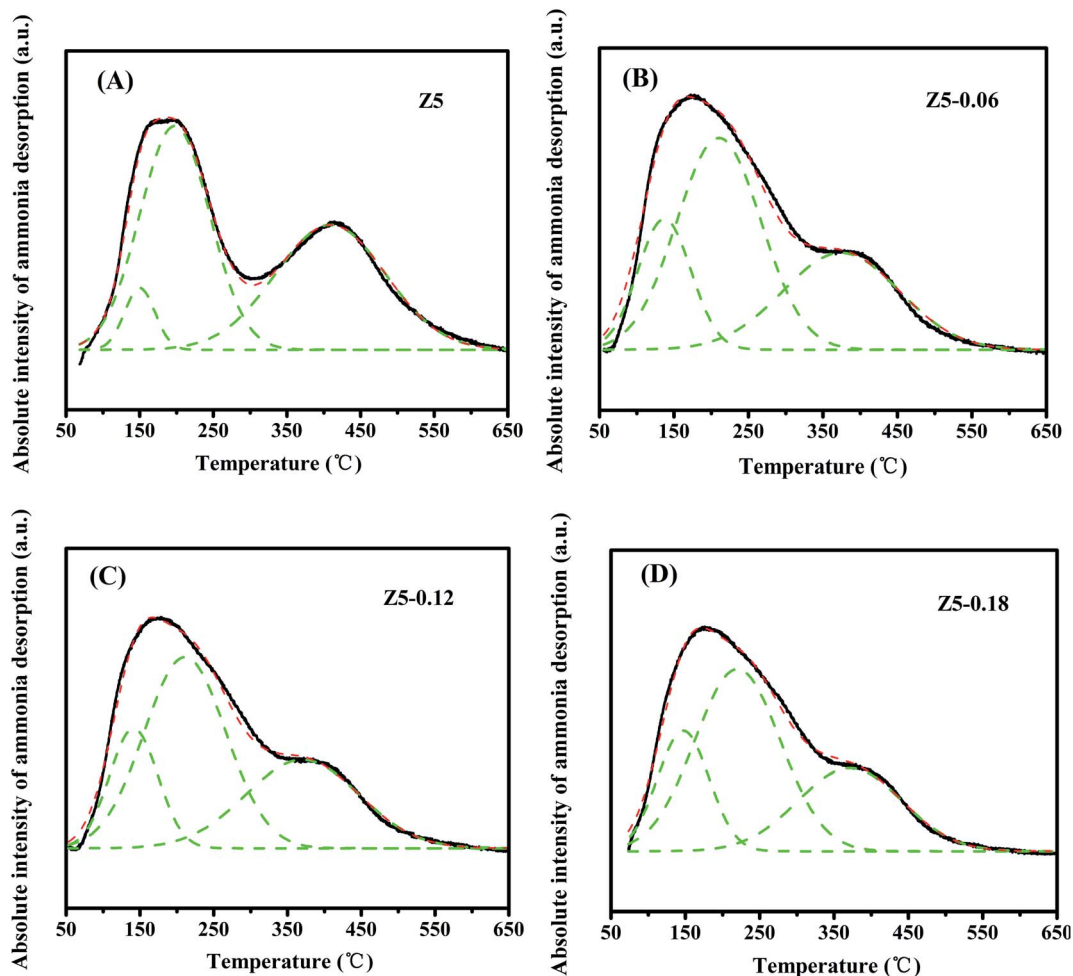 Absolute intensity of ammonia desorption (a.u.)
(A)
Z5
50 150 250 350 450 550 650
Temperature (℃)
Absolute intensity of ammonia desorption (a.u.)
(B)
Z5-0.06
50 150 250 350 450 550 650
Temperature (℃)
Absolute intensity of ammonia desorption (a.u.)
(C)
Z5-0.12
50 150 250 350 450 550 650
Temperature (℃)
Absolute intensity of ammonia desorption (a.u.)
(D)
Z5-0.18
50 150 250 350 450 550 650
Temperature (℃)